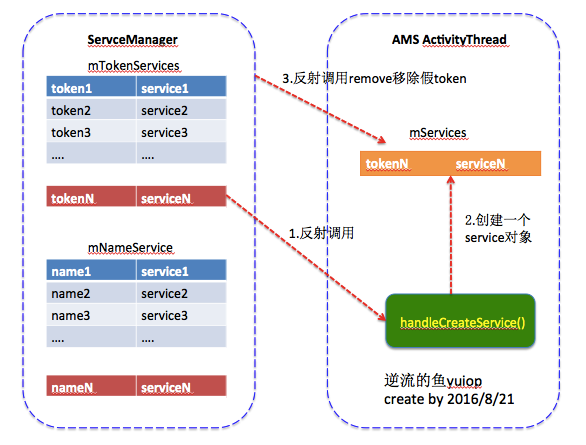 ServceManager
mTokenServices
token1 service1
token2 service2
token3 service3
.... ....
tokenN serviceN
mNameService
name1 service1
name2 service2
name3 service3
.... ....
nameN serviceN
3.反射调用remove移除假token
1.反射调用
AMS ActivityThread
mServices
tokenN serviceN
2.创建一个
service对象
handleCreateService()
逆流的鱼yuiop
create by 2016/8/21